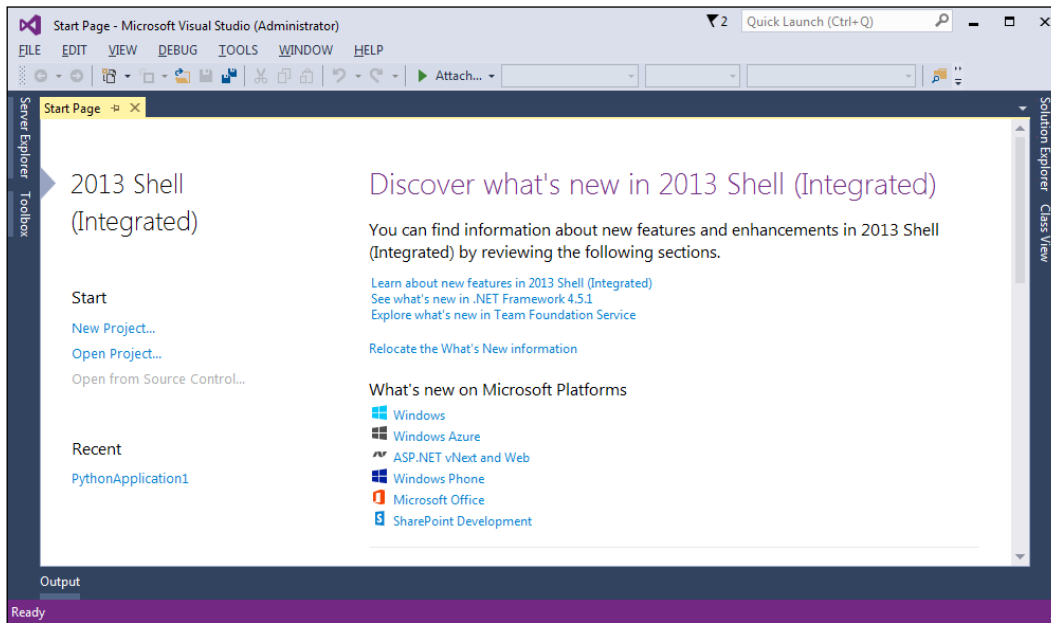 Start Page - Microsoft Visual Studio (Administrator)
2
Quick Launch (Ctrl+Q)
FILE EDIT VIEW DEBUG TOOLS WINDOW HELP
Attach...
Server Explorer
Toolbox
Start Page
2013 Shell
(Integrated)
Start
New Project...
Open Project...
Open from Source Control...
Recent
PythonApplication1
Discover what's new in 2013 Shell (Integrated)
You can find information about new features and enhancements in 2013 Shell
(Integrated) by reviewing the following sections.
Learn about new features in 2013 Shell (Integrated)
See what's new in .NET Framework 4.5.1
Explore what's new in Team Foundation Service
Relocate the What's New information
What's new on Microsoft Platforms
Windows
Windows Azure
ASP.NET vNext and Web
Windows Phone
Microsoft Office
SharePoint Development
Solution Explorer
Class View
Output
Ready